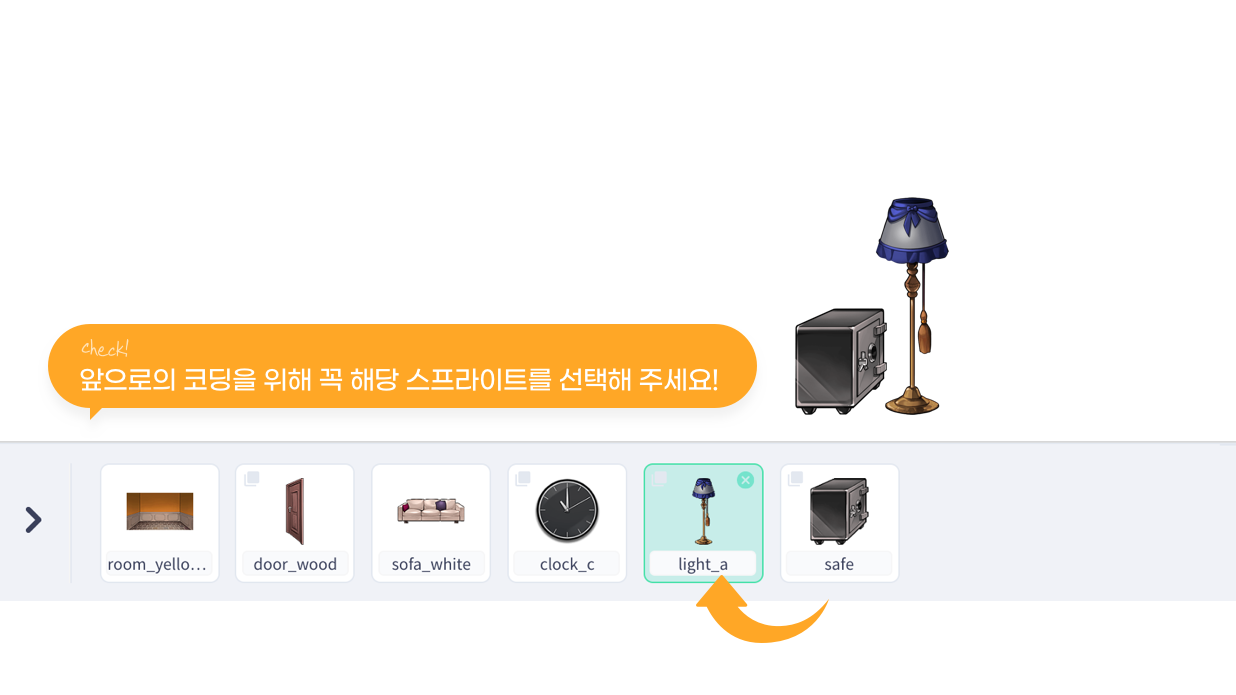 check!
앞으로의 코딩을 위해 꼭 해당 스프라이트를 선택해 주세요!
room_yello...
door_wood
sofa_white
clock_c
light_a
safe